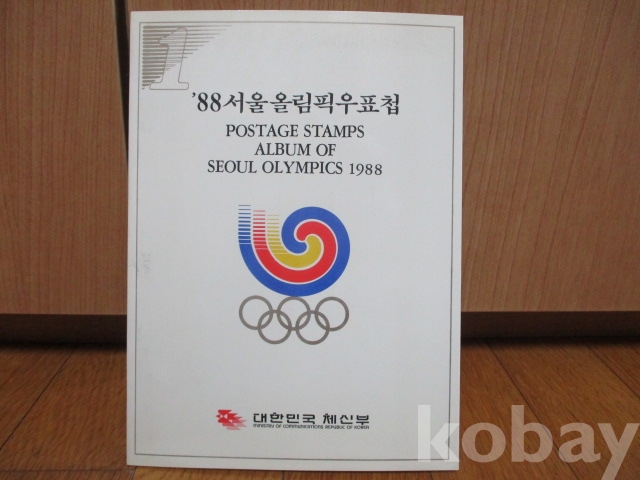 1
'88서울올림픽우표첩
POSTAGE STAMPS
ALBUM OF
SEOUL OLYMPICS 1988
대한민국 체신부
MINISTRY OF COMMUNICATIONS REPUBLIC OF KOREA
kobay